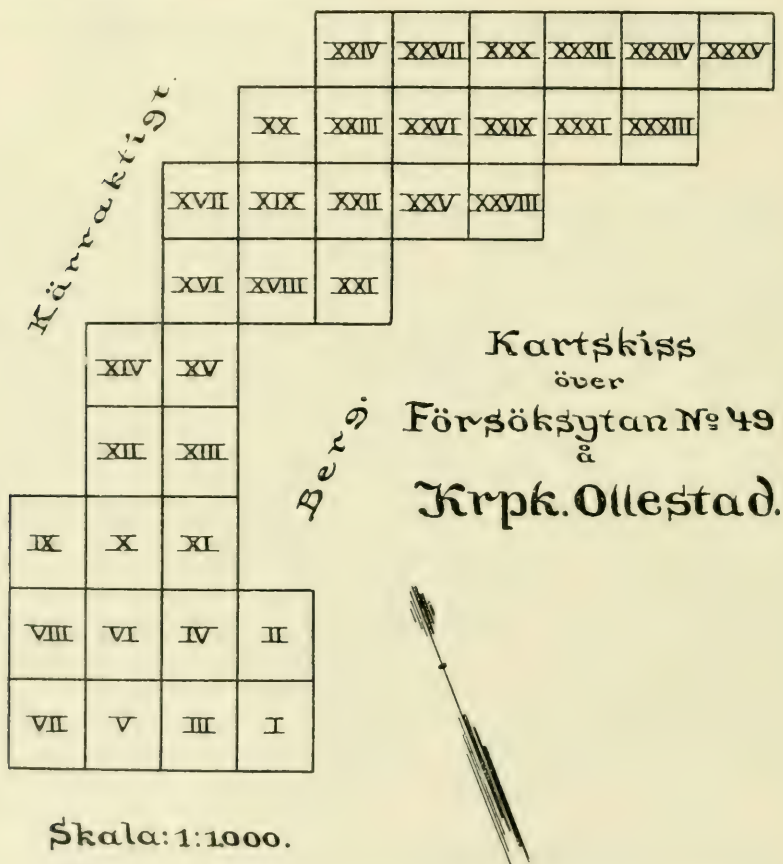 XXIV XXVII XXX XXXII XXXIV XXXV
XX XXIII XXVI XXIX XXXI XXXIII
XVII XIX XXII XXV XXVIII
XVI XVIII XXI
XIV XV
XII XIII
IX X XI
VIII VI IV II
VII V III I
Kärraktigt.
Berg.
Kartskiss
över
Försöksytan No 49
å
Krpk. Ollestad.
Skala: 1:1000.